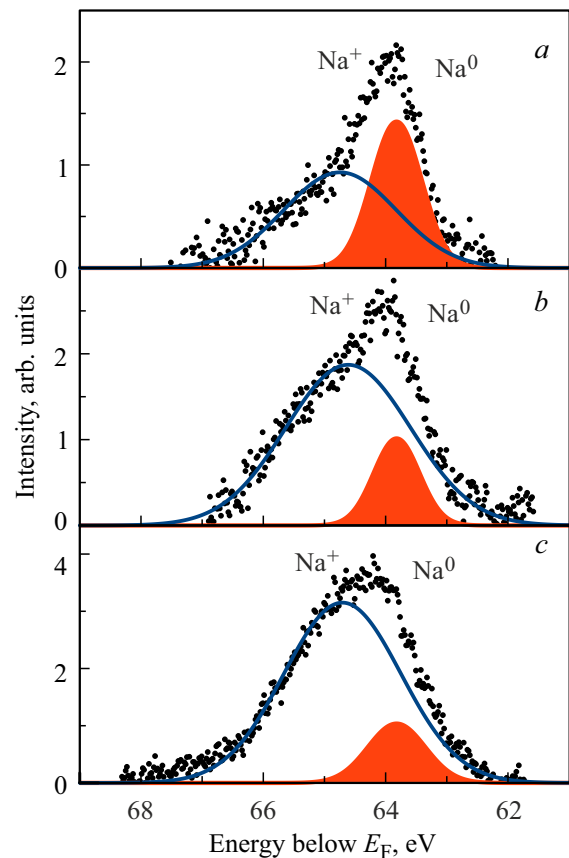 a
Na⁺ Na⁰
2
1
0
b
Na⁺ Na⁰
2
1
0
c
Na⁺ Na⁰
4
2
0
68 66 64 62
Energy below E_F, eV
Intensity, arb. units